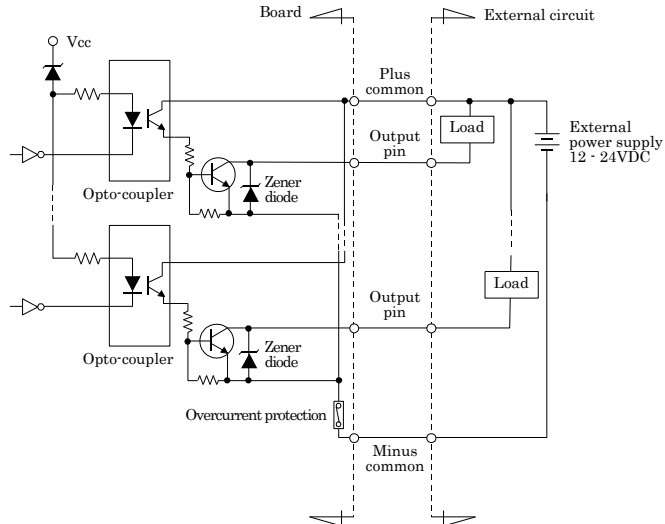 Board
External circuit
Vcc
Plus
common
Load
External
power supply
12 - 24VDC
Output
pin
Zener
diode
Opto-coupler
Load
Output
pin
Zener
diode
Opto-coupler
Overcurrent protection
Minus
common